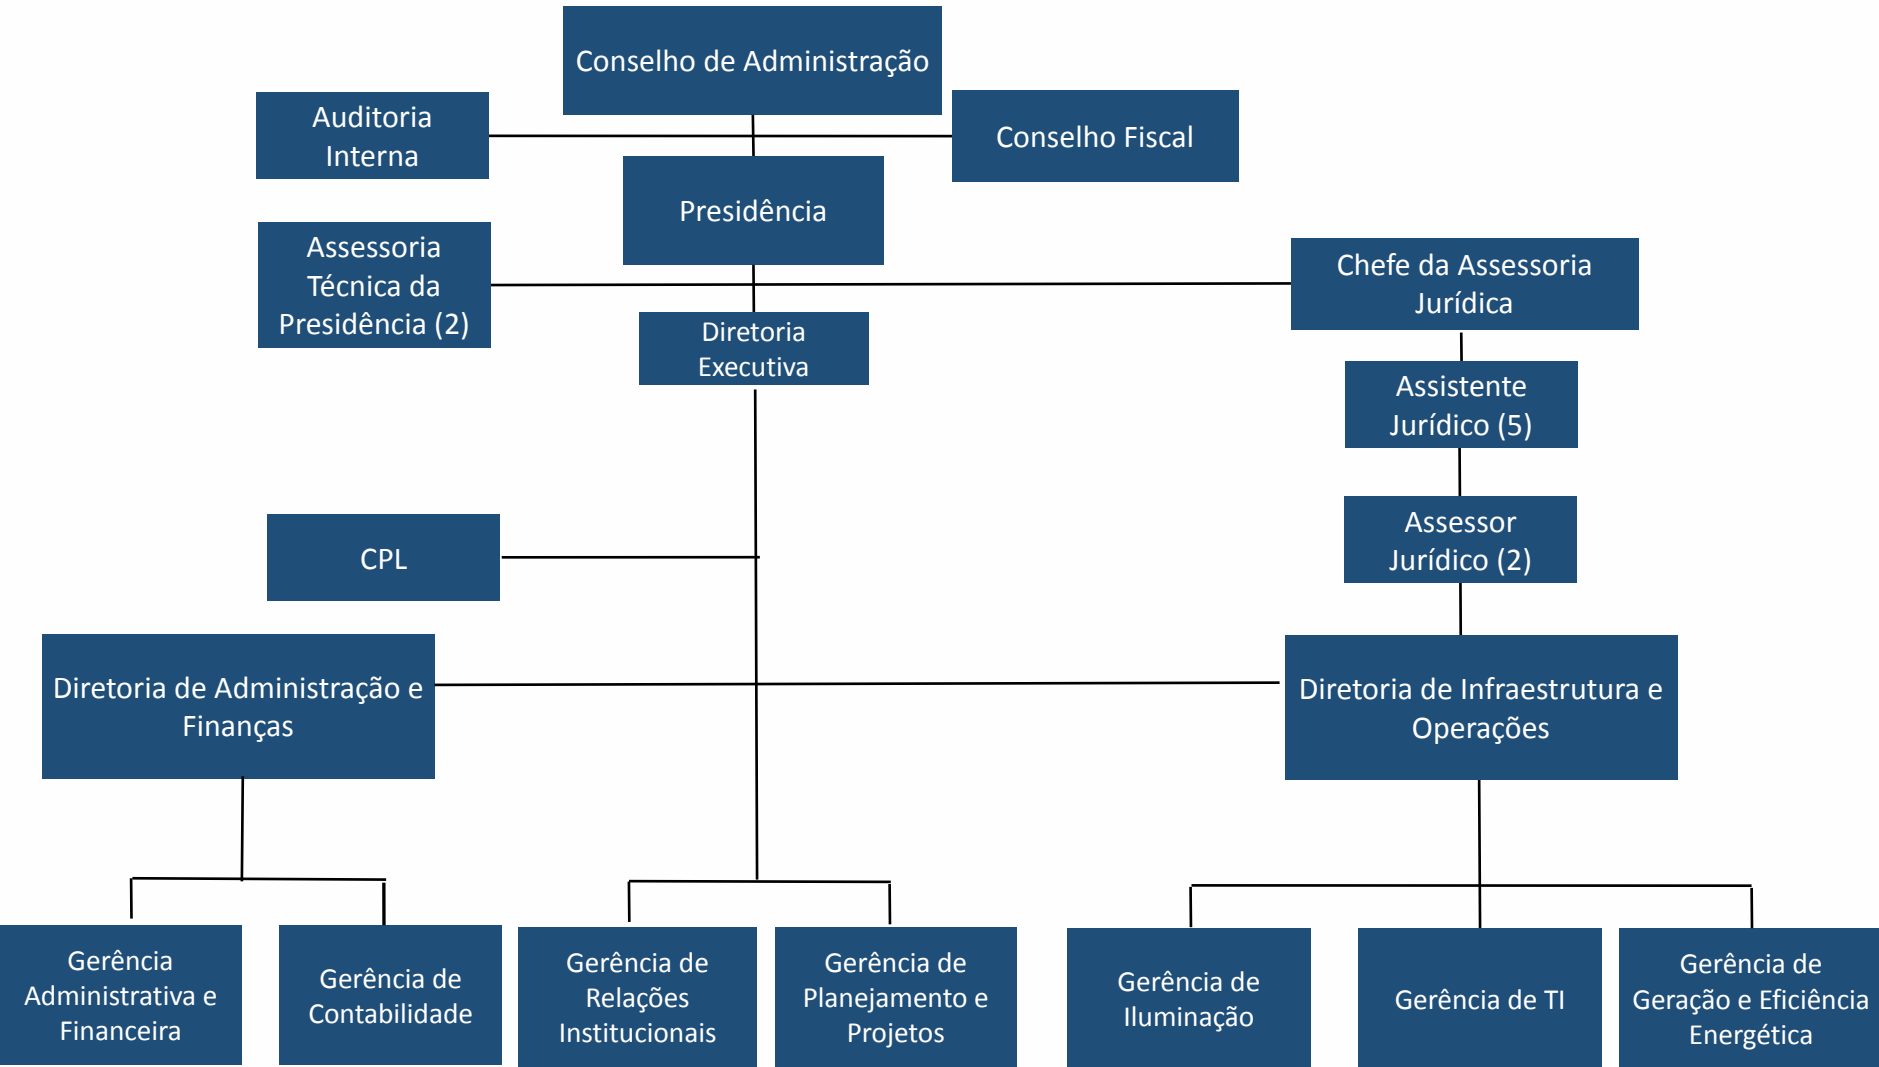 Conselho de Administração
Auditoria
Interna
Conselho Fiscal
Presidência
Assessoria
Técnica da
Presidência (2)
Chefe da Assessoria
Jurídica
Diretoria
Executiva
Assistente
Jurídico (5)
CPL
Assessor
Jurídico (2)
Diretoria de Administração e
Finanças
Diretoria de Infraestrutura e
Operações
Gerência
Administrativa e
Financeira
Gerência de
Contabilidade
Gerência de
Relações
Institucionais
Gerência de
Planejamento e
Projetos
Gerência de
Iluminação
Gerência de TI
Gerência de
Geração e Eficiência
Energética